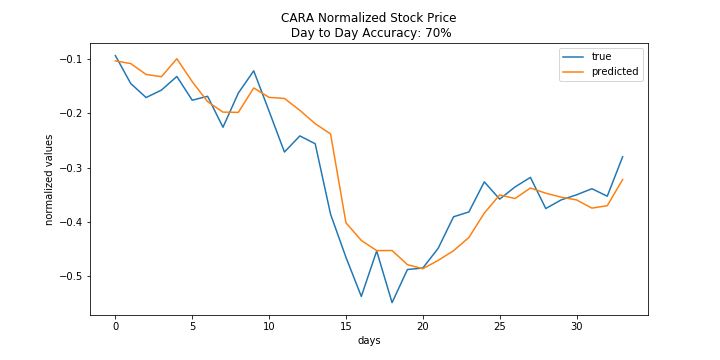 CARA Normalized Stock Price
Day to Day Accuracy: 70%
true
predicted
normalized values
−0.1
−0.2
−0.3
−0.4
−0.5
0 5 10 15 20 25 30
days